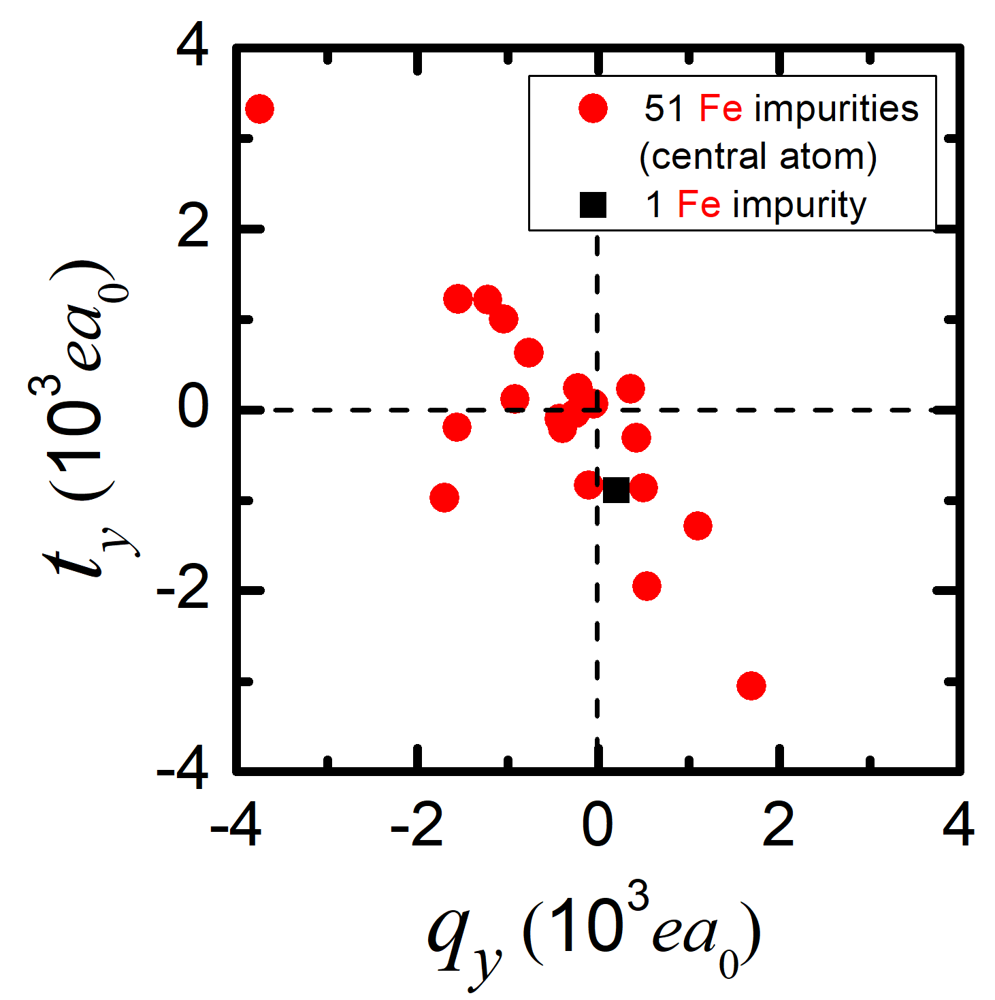 4
2
0
-2
-4
t_y (10^3 ea_0)
51 Fe impurities
(central atom)
1 Fe impurity
-4 -2 0 2 4
q_y (10^3 ea_0)